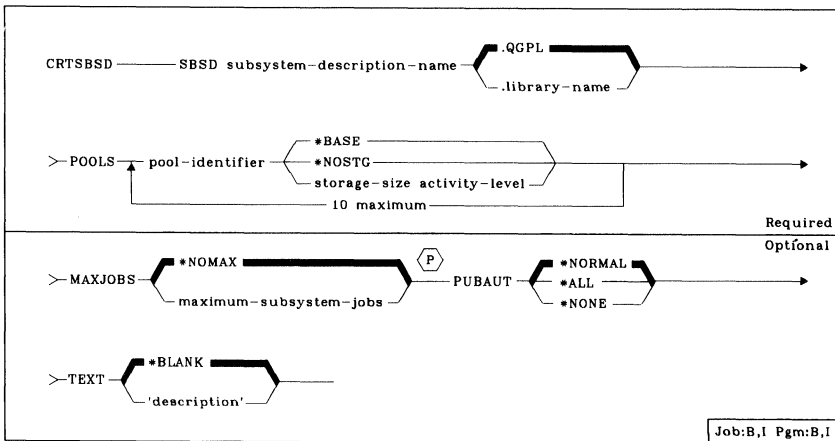 .QGPL
CRTSBSD SBSD subsystem-description-name
.library-name
*BASE
POOLS pool-identifier *NOSTG
storage-size activity-level
10 maximum
Required
Optional
*NOMAX P *NORMAL
MAXJOBS PUBAUT *ALL
maximum-subsystem-jobs *NONE
*BLANK
TEXT
'description'
Job:B,I Pgm:B,I